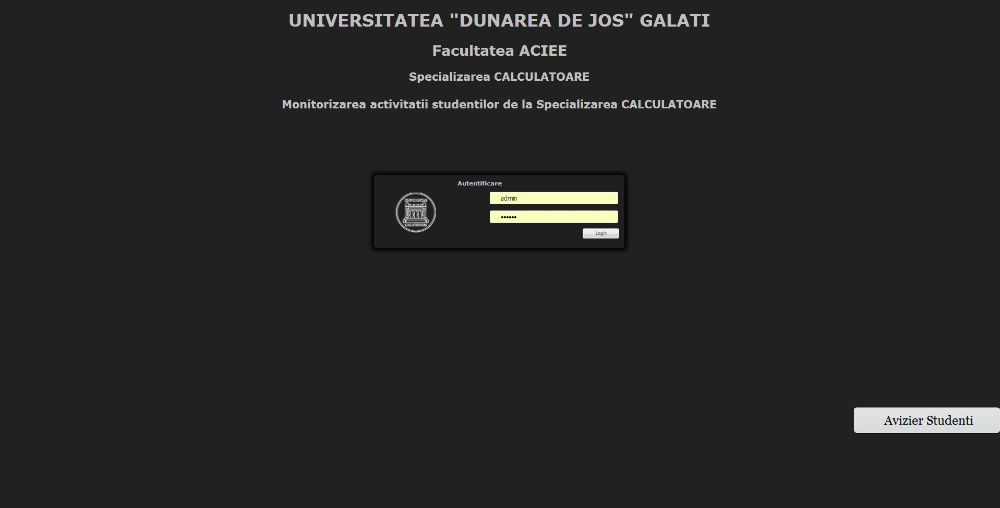 UNIVERSITATEA "DUNAREA DE JOS" GALATI
Facultatea ACIEE
Specializarea CALCULATOARE
Monitorizarea activitatii studentilor de la Specializarea CALCULATOARE
Autentificare
admin
••••••
UNIVERSITAS
GALATIENSIS
Login
Avizier Studenti